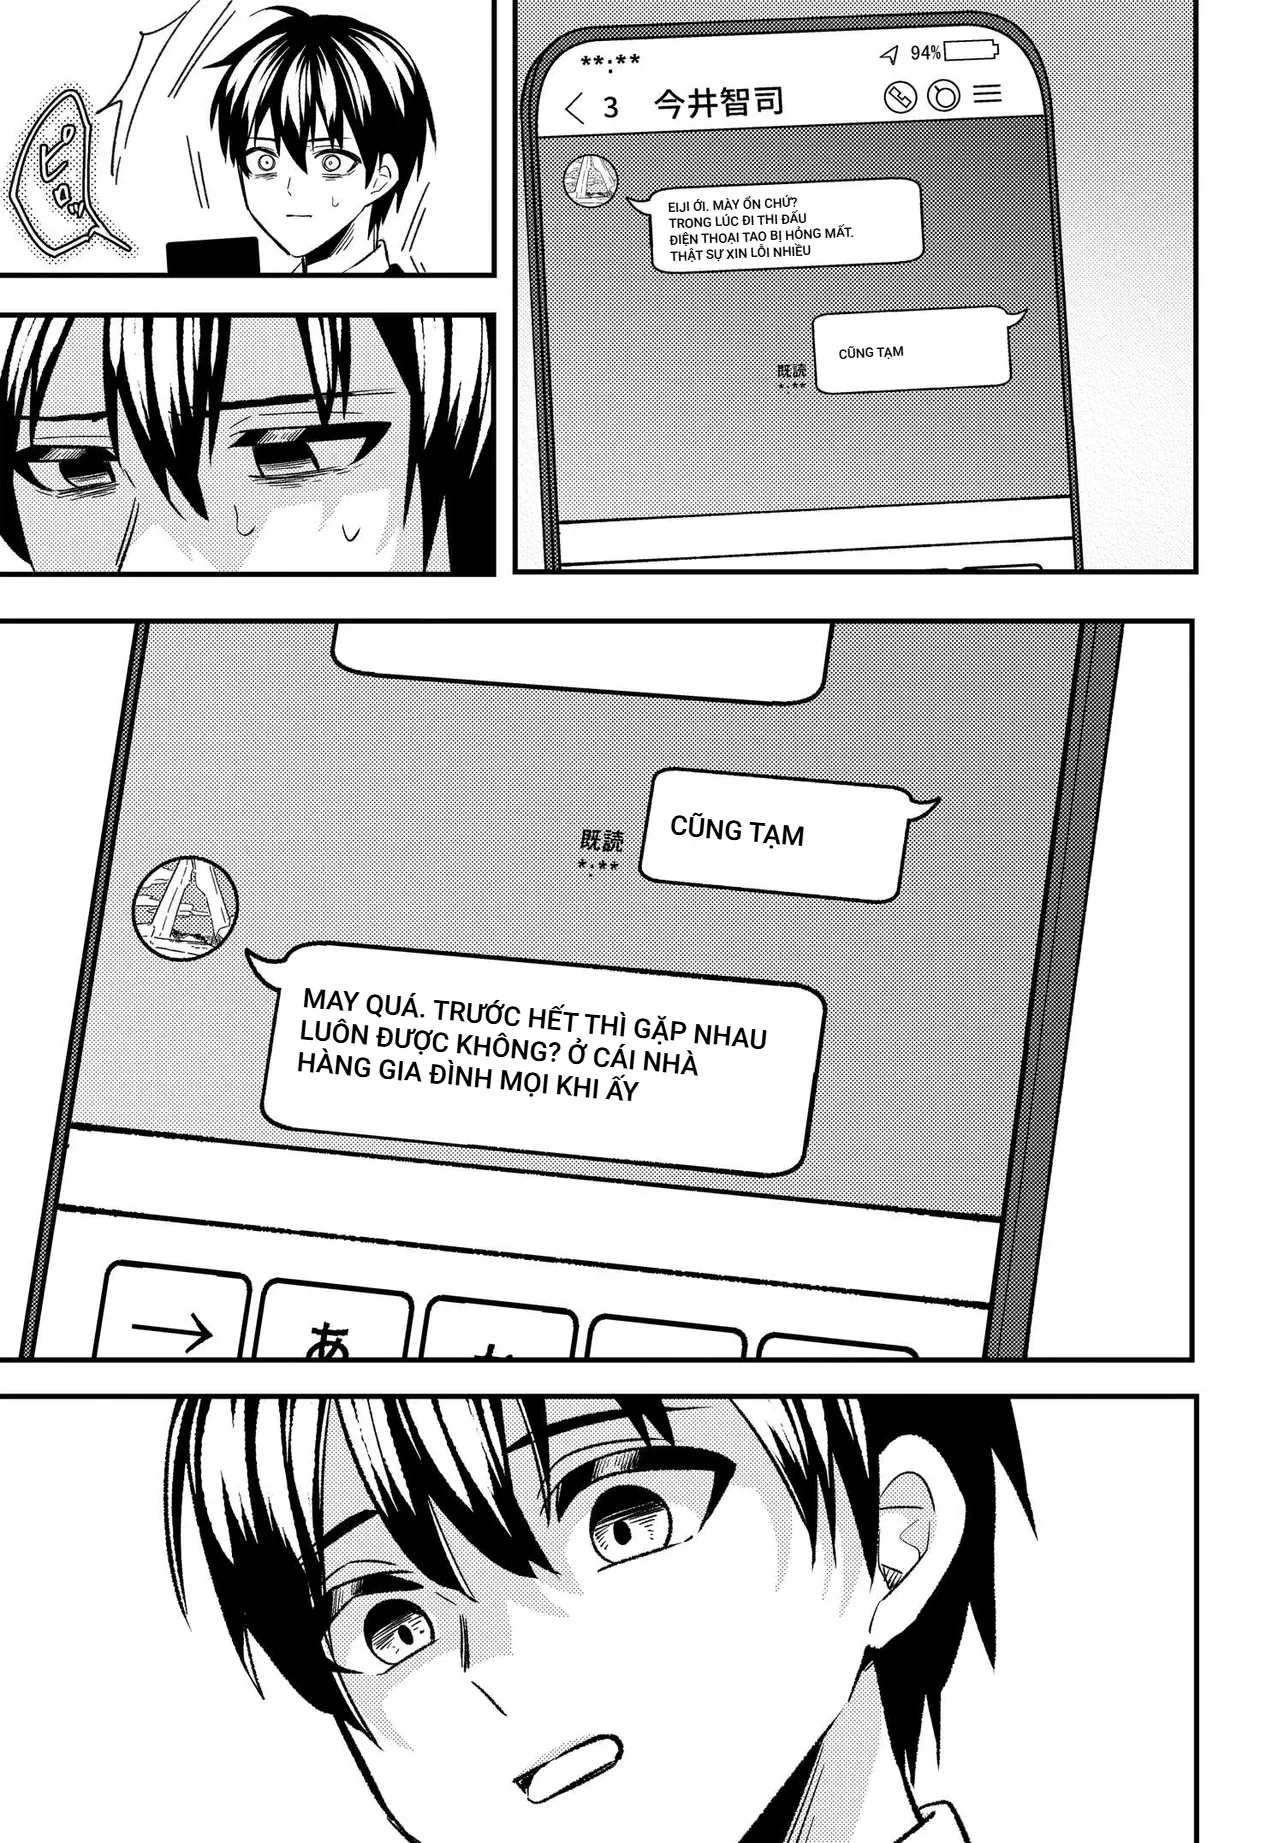 **:**
94%
3 今井智司
EIJI ỚI. MÀY ỔN CHỨ?
TRONG LÚC ĐI THI ĐẤU
ĐIỆN THOẠI TAO BỊ HỎNG MẤT.
THẬT SỰ XIN LỖI NHIỀU
CŨNG TẠM
既読
*:**
ピロッ
CŨNG TẠM
既読
*:**
MAY QUÁ. TRƯỚC HẾT THÌ GẶP NHAU
LUÔN ĐƯỢC KHÔNG? Ở CÁI NHÀ
HÀNG GIA ĐÌNH MỌI KHI ẤY
→ あ